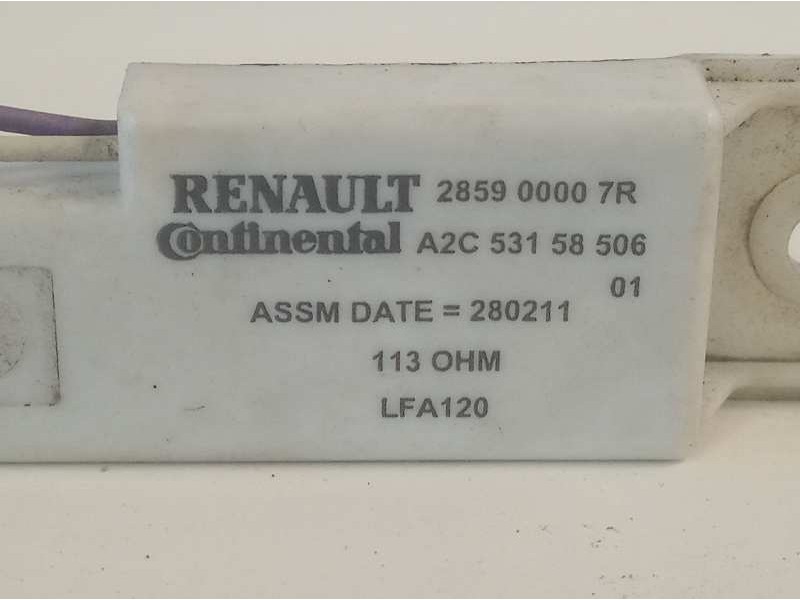 RENAULT 2859 0000 7R
Continental A2C 531 58 506
01
ASSM DATE = 280211
113 OHM
LFA120